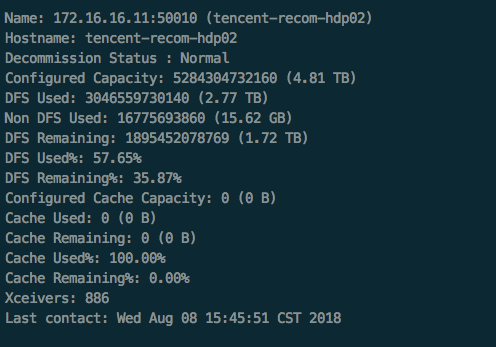 Name: 172.16.16.11:50010 (tencent-recom-hdp02)
Hostname: tencent-recom-hdp02
Decommission Status : Normal
Configured Capacity: 5284304732160 (4.81 TB)
DFS Used: 3046559730140 (2.77 TB)
Non DFS Used: 16775693860 (15.62 GB)
DFS Remaining: 1895452078769 (1.72 TB)
DFS Used%: 57.65%
DFS Remaining%: 35.87%
Configured Cache Capacity: 0 (0 B)
Cache Used: 0 (0 B)
Cache Remaining: 0 (0 B)
Cache Used%: 100.00%
Cache Remaining%: 0.00%
Xceivers: 886
Last contact: Wed Aug 08 15:45:51 CST 2018